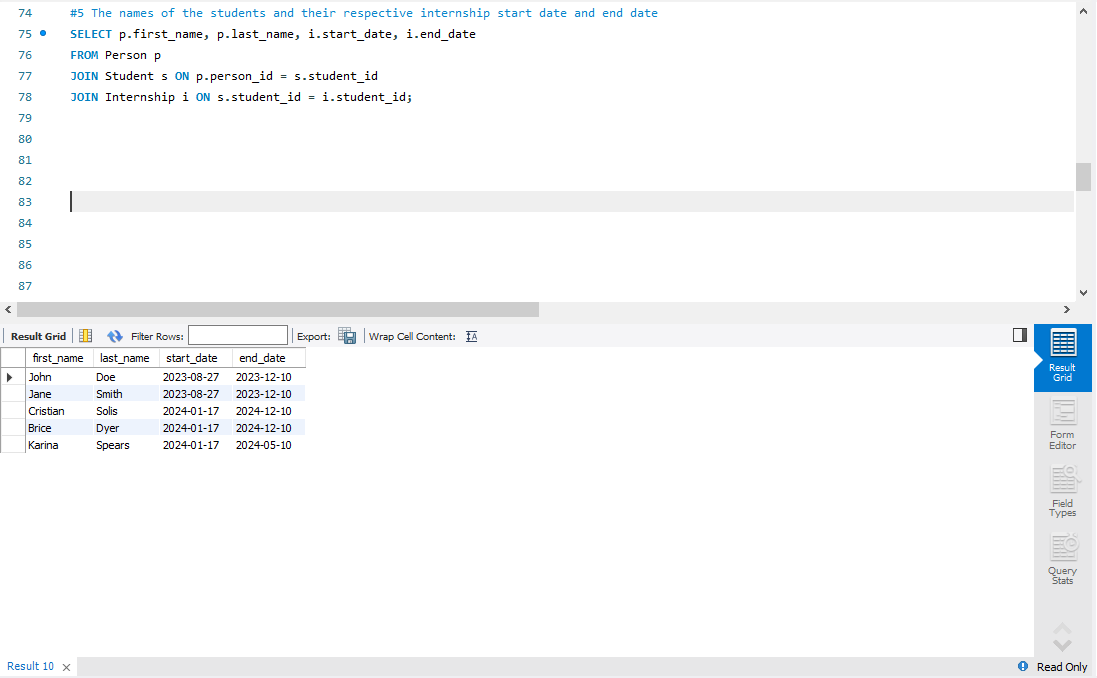 74 #5 The names of the students and their respective internship start date and end date
75 SELECT p.first_name, p.last_name, i.start_date, i.end_date
76 FROM Person p
77 JOIN Student s ON p.person_id = s.student_id
78 JOIN Internship i ON s.student_id = i.student_id;
79
80
81
82
83
84
85
86
87
Result Grid Filter Rows: Export: Wrap Cell Content: IA
first_name last_name start_date end_date
John Doe 2023-08-27 2023-12-10
Jane Smith 2023-08-27 2023-12-10
Cristian Solis 2024-01-17 2024-12-10
Brice Dyer 2024-01-17 2024-12-10
Karina Spears 2024-01-17 2024-05-10
Result
Grid
Form
Editor
Field
Types
Query
Stats
Result 10
Read Only